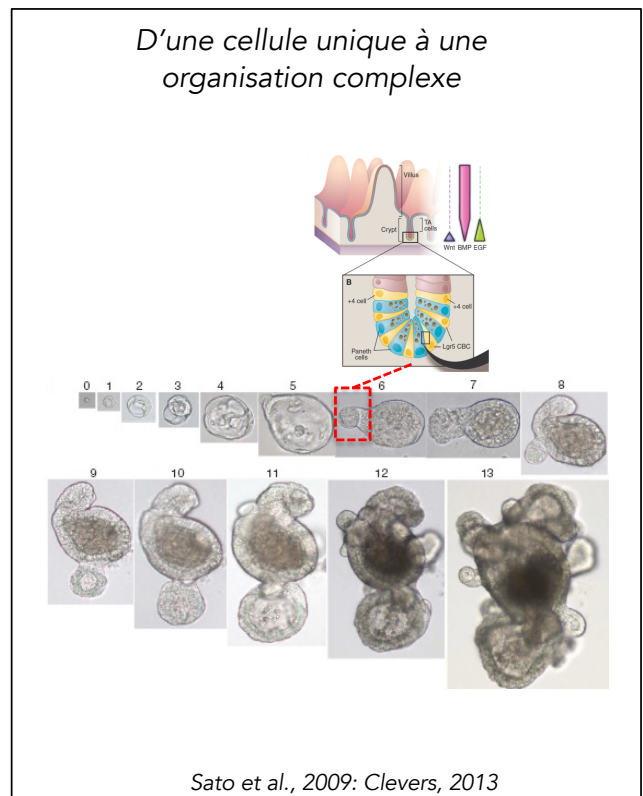 D'une cellule unique à une
organisation complexe
Villus
Crypt
TA
cells
Wnt BMP EGF
B
+4 cell
+4 cell
Paneth
cells
Lgr5 CBC
0 1 2 3 4 5 6 7 8
9 10 11 12 13
Sato et al., 2009: Clevers, 2013